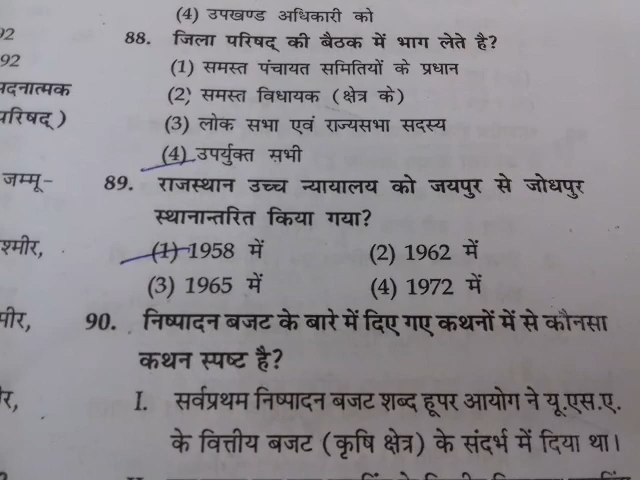 (4) उपखण्ड अधिकारी को
92
88. जिला परिषद् की बैठक में भाग लेते है?
92
(1) समस्त पंचायत समितियों के प्रधान
(2) समस्त विधायक (क्षेत्र के)
परिषद्)
(3) लोक सभा एवं राज्यसभा सदस्य
(4) उपर्युक्त सभी
जम्मू-
89. राजस्थान उच्च न्यायालय को जयपुर से जोधपुर
स्थानान्तरित किया गया?
(1) 1958 में (2) 1962 में
(3) 1965 में (4) 1972 में
90. निष्पादन बजट के बारे में दिए गए कथनों में से कौनसा
कथन स्पष्ट है?
I. सर्वप्रथम निष्पादन बजट शब्द हूपर आयोग ने यू.एस.ए.
के वित्तीय बजट (कृषि क्षेत्र) के संदर्भ में दिया था।